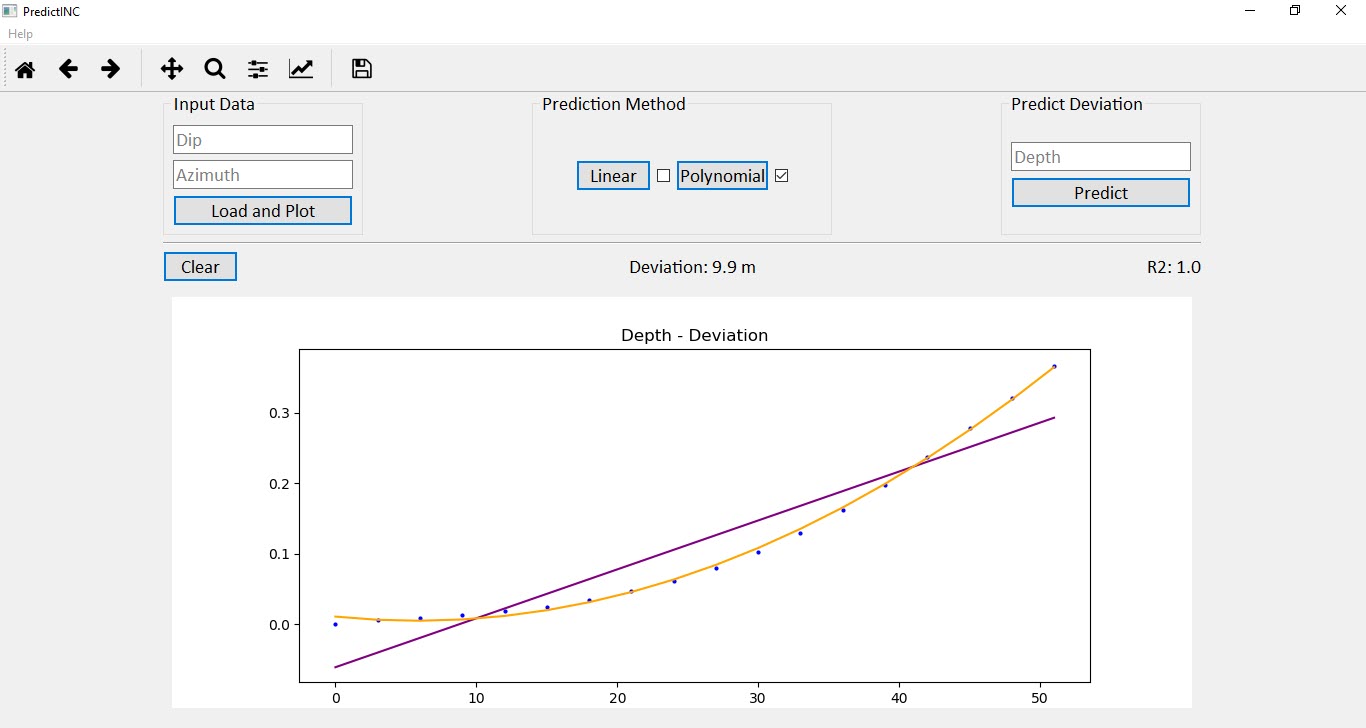 PredictINC
Help
Input Data
Dip
Azimuth
Load and Plot
Prediction Method
Linear
Polynomial
Predict Deviation
Depth
Predict
Clear
Deviation: 9.9 m
R2: 1.0
Depth - Deviation
0.3
0.2
0.1
0.0
0 10 20 30 40 50